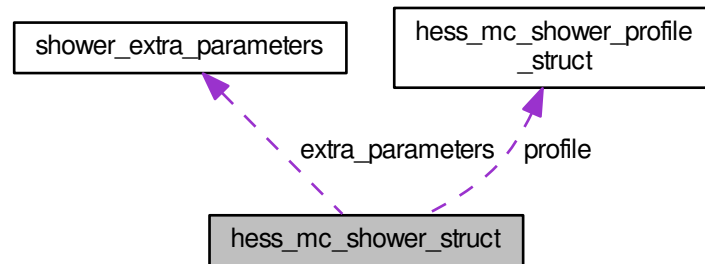 shower_extra_parameters
hess_mc_shower_profile
_struct
extra_parameters
profile
hess_mc_shower_struct